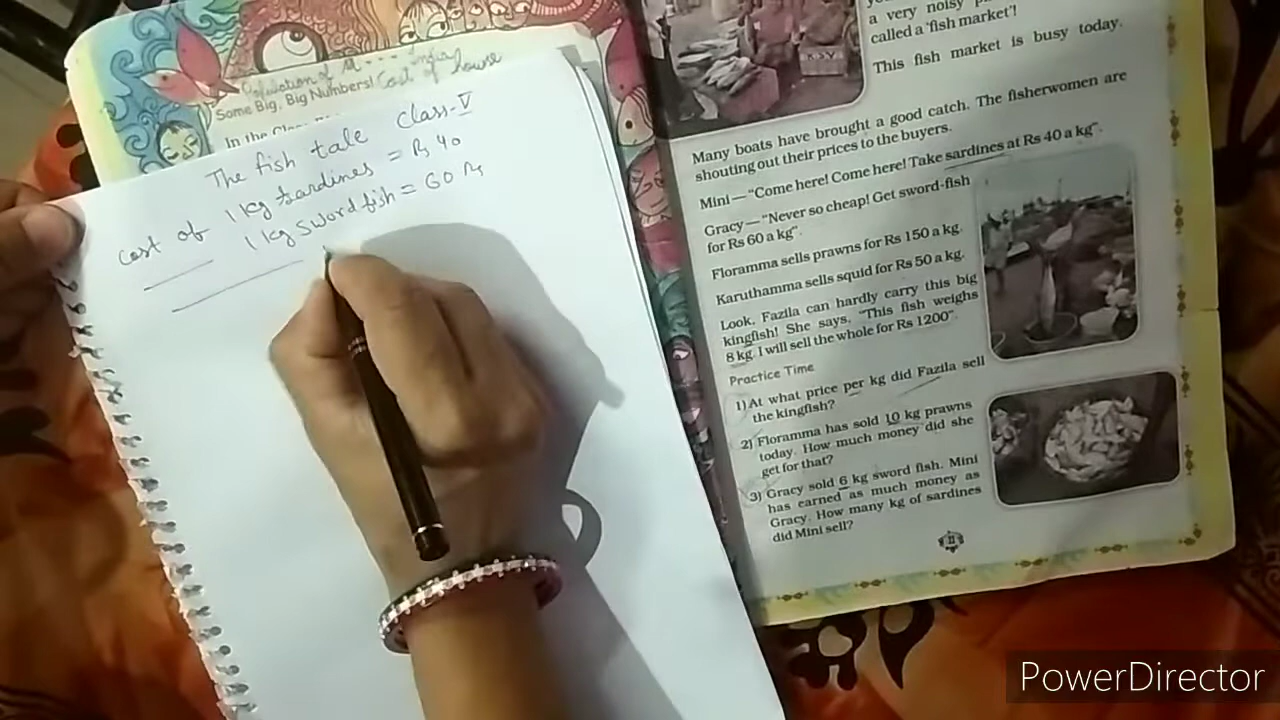 Population of
India
Cost of house
Some Big, Big Numbers!
In the
The fish tale Class-V
Cost of 1 kg sardines = Rs 40
1 kg sword fish = 60 Rs
a very noisy
called a 'fish market'!
This fish market is busy today.
Many boats have brought a good catch. The fisherwomen are
shouting out their prices to the buyers.
Mini—"Come here! Come here! Take sardines at Rs 40 a kg".
Gracy—"Never so cheap! Get sword-fish
for Rs 60 a kg".
Floramma sells prawns for Rs 150 a kg.
Karuthamma sells squid for Rs 50 a kg.
Look, Fazila can hardly carry this big
kingfish! She says, "This fish weighs
8 kg. I will sell the whole for Rs 1200".
Practice Time
1) At what price per kg did Fazila sell
the kingfish?
2) Floramma has sold 10 kg prawns
today. How much money did she
get for that?
3) Gracy sold 6 kg sword fish. Mini
has earned as much money as
Gracy. How many kg of sardines
did Mini sell?
PowerDirector